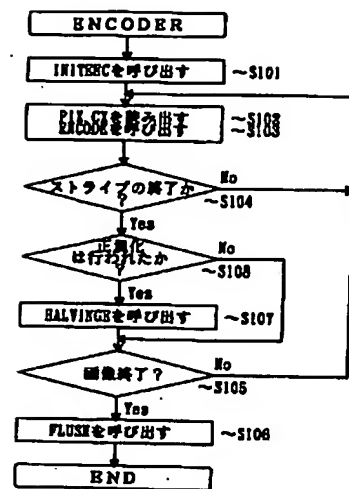 ENCODER
INITENCを呼び出す ~S101
PIX,CXを読み出す ~S102
ENCODEを呼び出す ~S103
ストライプの終了か
?
No
~S104
Yes
正規化
は行われたか
?
No
~S108
Yes
HALVINGEを呼び出す ~S107
画像終了?
No
~S105
Yes
FLUSHを呼び出す ~S106
END